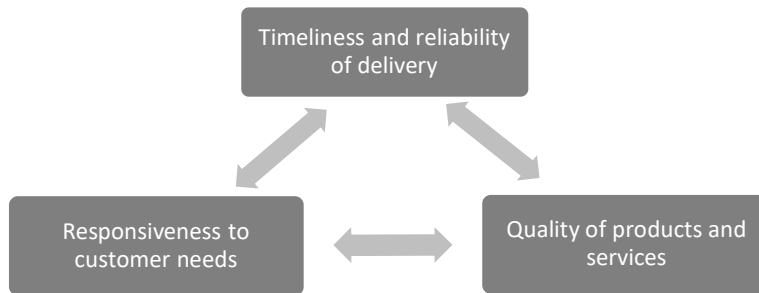 Timeliness and reliability
of delivery
Responsiveness to
customer needs
Quality of products and
services